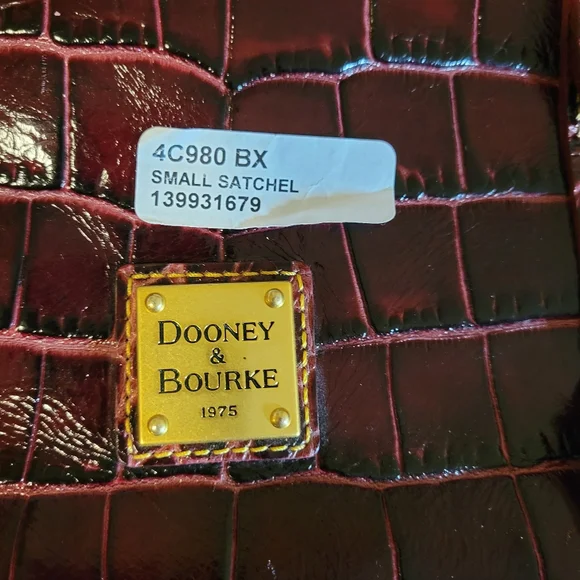 4C980 BX
SMALL SATCHEL
139931679
DOONEY
&
BOURKE
1975